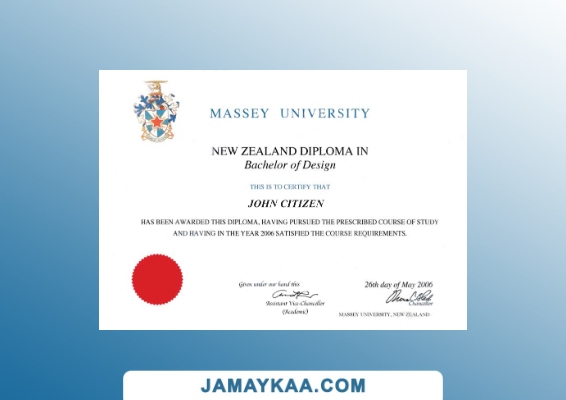 MASSEY UNIVERSITY
NEW ZEALAND DIPLOMA IN
Bachelor of Design
THIS IS TO CERTIFY THAT
JOHN CITIZEN
HAS BEEN AWARDED THIS DIPLOMA, HAVING PURSUED THE PRESCRIBED COURSE OF STUDY
AND HAVING IN THE YEAR 2006 SATISFIED THE COURSE REQUIREMENTS.
Given under our hand this
26th day of May 2006
Assistant Vice-Chancellor
(Academic)
Chancellor
MASSEY UNIVERSITY, NEW ZEALAND
JAMAYKAA.COM